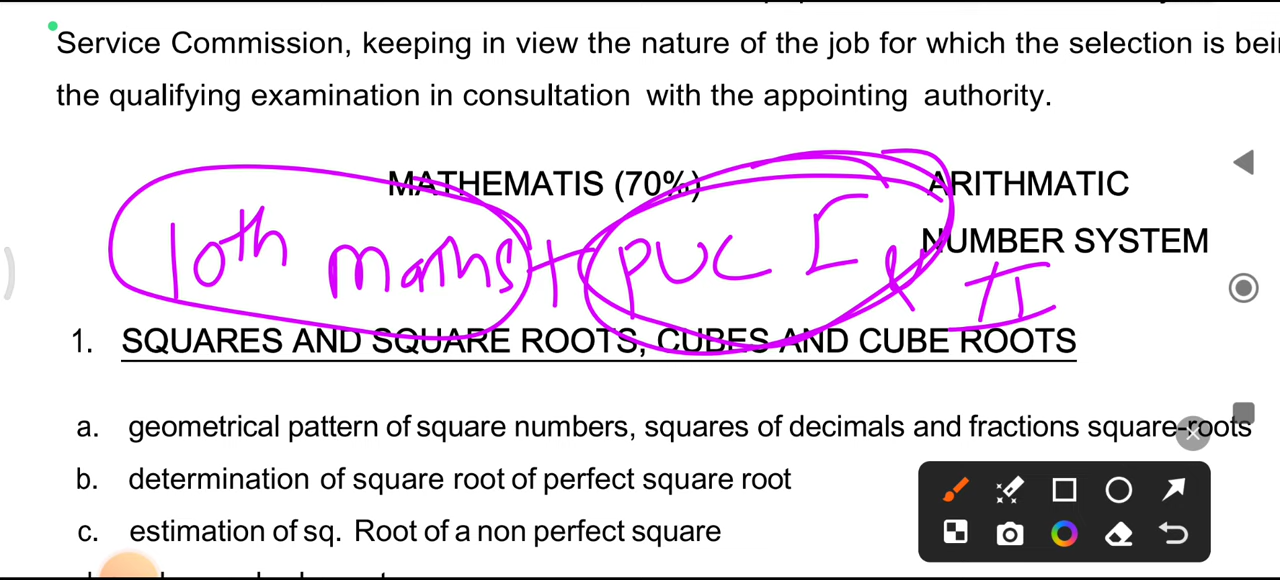 Service Commission, keeping in view the nature of the job for which the selection is bei
the qualifying examination in consultation with the appointing authority.
MATHEMATIS (70%) ARITHMATIC
10th maths + PUC I & II NUMBER SYSTEM
1. SQUARES AND SQUARE ROOTS, CUBES AND CUBE ROOTS
a. geometrical pattern of square numbers, squares of decimals and fractions square-roots
b. determination of square root of perfect square root
c. estimation of sq. Root of a non perfect square